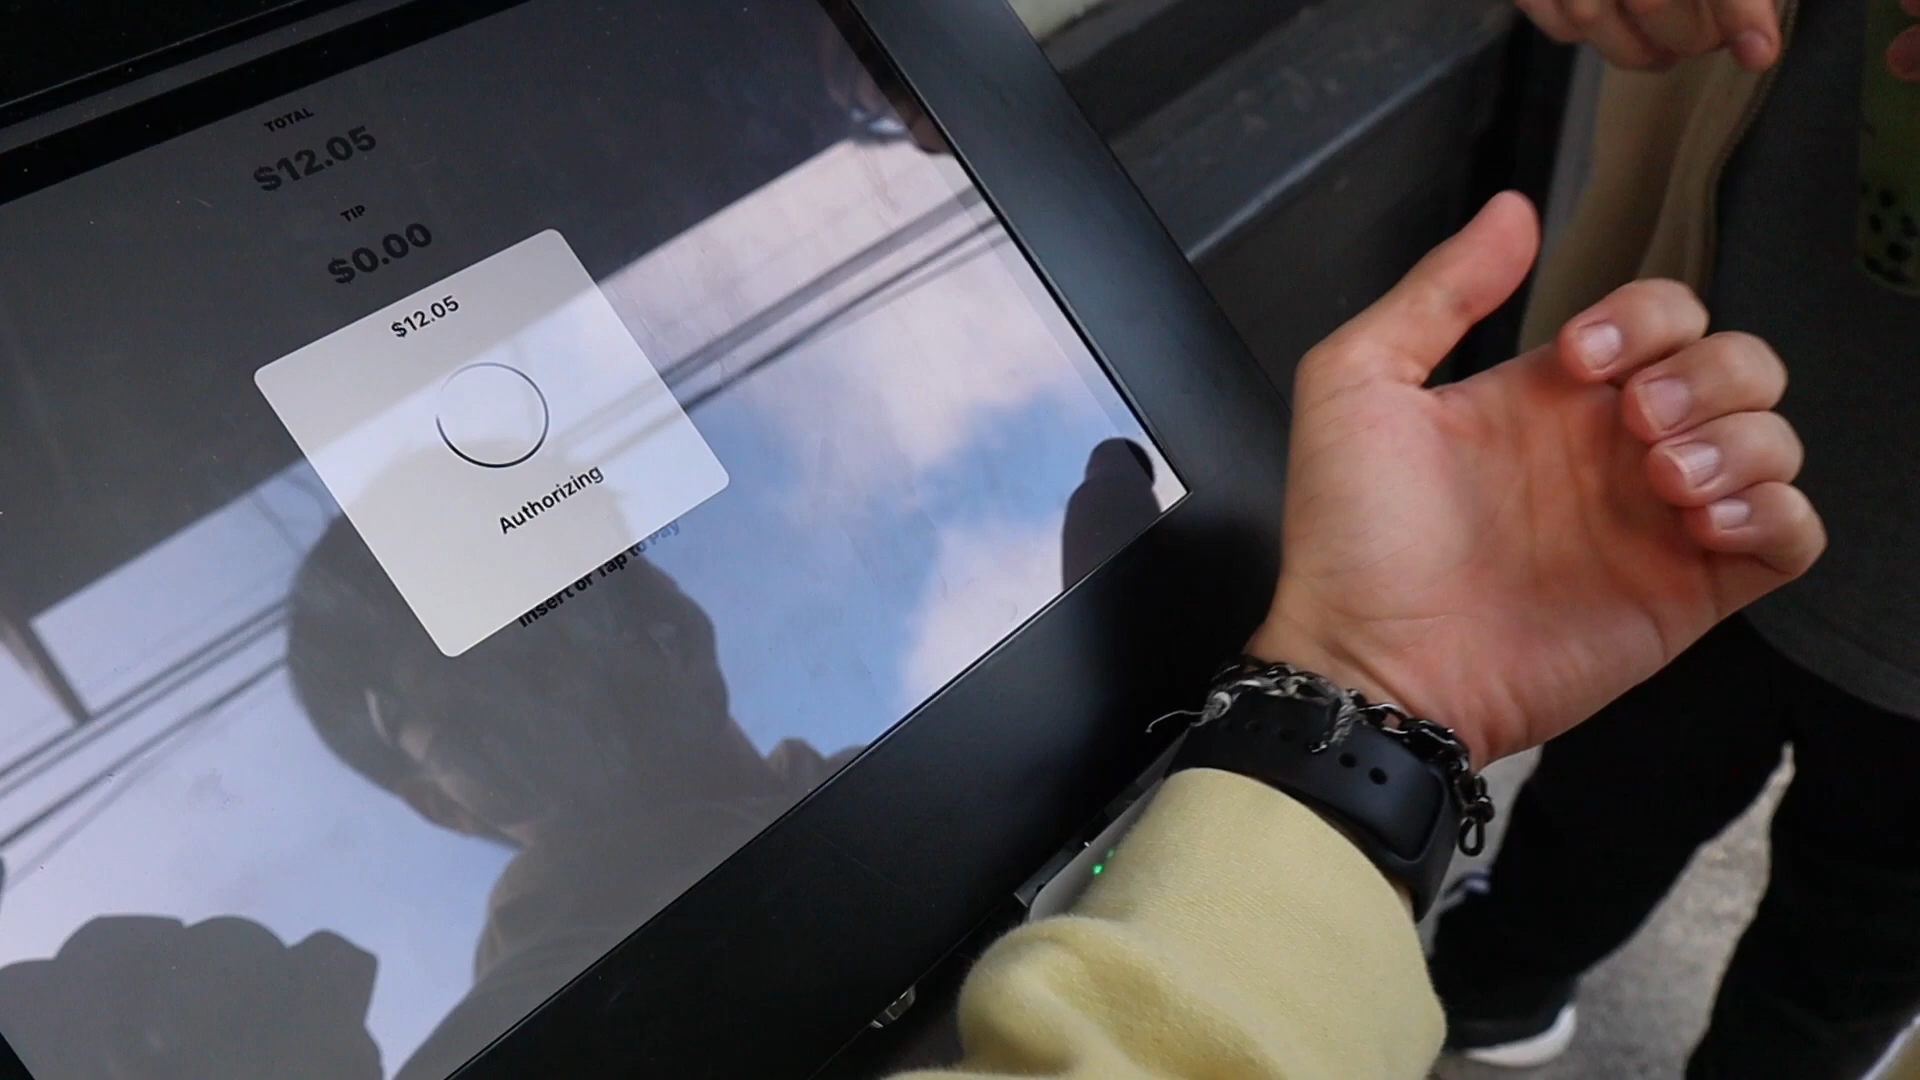 TOTAL
$12.05
TIP
$0.00
$12.05
Authorizing
Insert or Tap to Pay